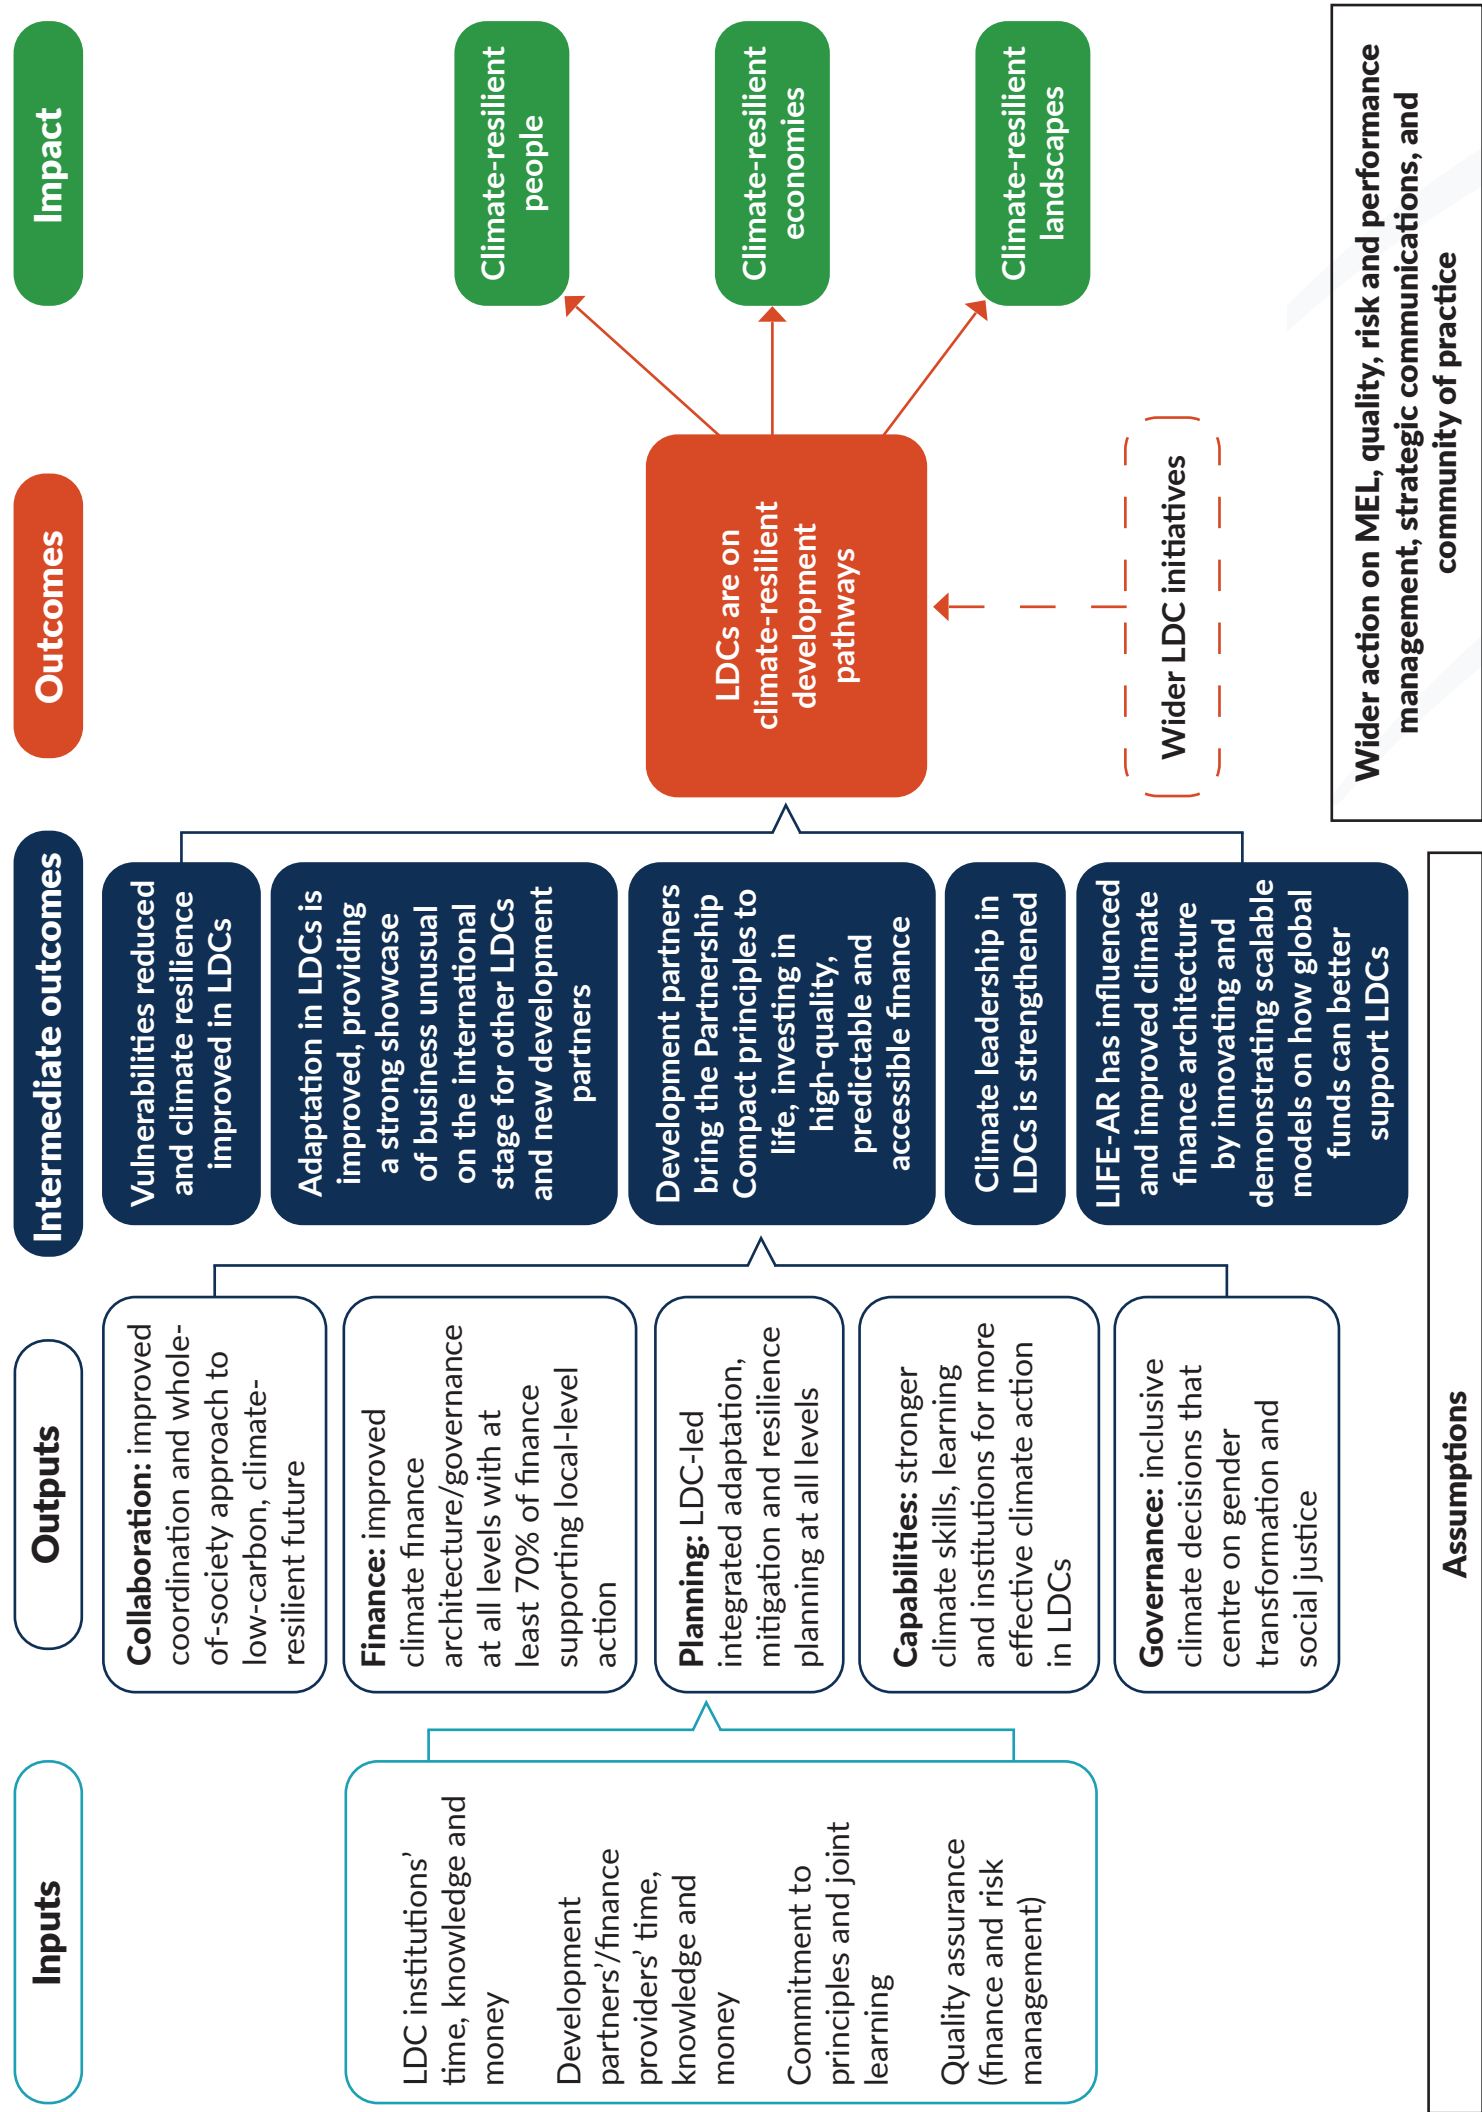 Inputs
Outputs
Intermediate outcomes
Outcomes
Impact
LDC institutions’
time, knowledge and
money
Development
partners’/finance
providers’ time,
knowledge and
money
Commitment to
principles and joint
learning
Quality assurance
(finance and risk
management)
Collaboration: improved
coordination and whole-
of-society approach to
low-carbon, climate-
resilient future
Finance: improved
climate finance
architecture/governance
at all levels with at
least 70% of finance
supporting local-level
action
Planning: LDC-led
integrated adaptation,
mitigation and resilience
planning at all levels
Capabilities: stronger
climate skills, learning
and institutions for more
effective climate action
in LDCs
Governance: inclusive
climate decisions that
centre on gender
transformation and
social justice
Vulnerabilities reduced
and climate resilience
improved in LDCs
Adaptation in LDCs is
improved, providing
a strong showcase
of business unusual
on the international
stage for other LDCs
and new development
partners
Development partners
bring the Partnership
Compact principles to
life, investing in
high-quality,
predictable and
accessible finance
Climate leadership in
LDCs is strengthened
LIFE-AR has influenced
and improved climate
finance architecture
by innovating and
demonstrating scalable
models on how global
funds can better
support LDCs
LDCs are on
climate-resilient
development
pathways
Wider LDC initiatives
Climate-resilient
people
Climate-resilient
economies
Climate-resilient
landscapes
Assumptions
Wider action on MEL, quality, risk and performance
management, strategic communications, and
community of practice